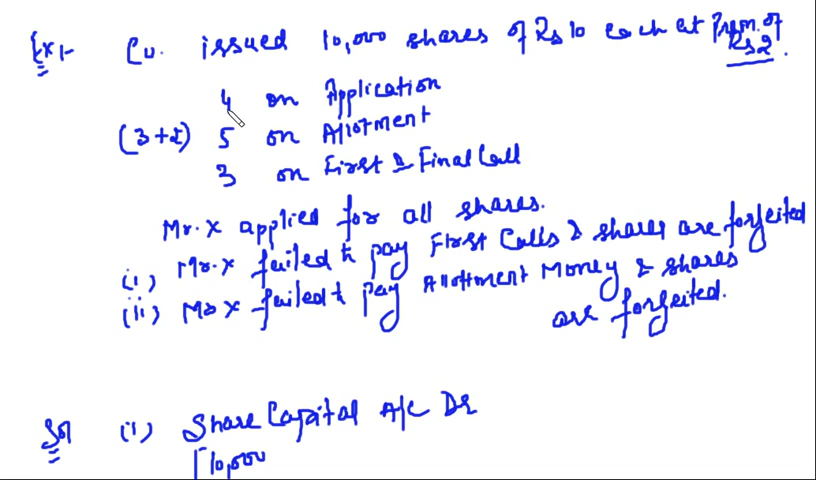 Ex:- Co. issued 10,000 shares of Rs 10 each at Prem. of Rs 2.
4 on Application
(3+2) 5 on Allotment
3 on First & Final Call
Mr. X applied for all shares.
(i) Mr. X failed to pay First Calls & shares are forfeited
(ii) Mr X failed to pay Allottment Money & shares
are forfeited.
Sol (i) Share Capital A/c Dr
[10,000